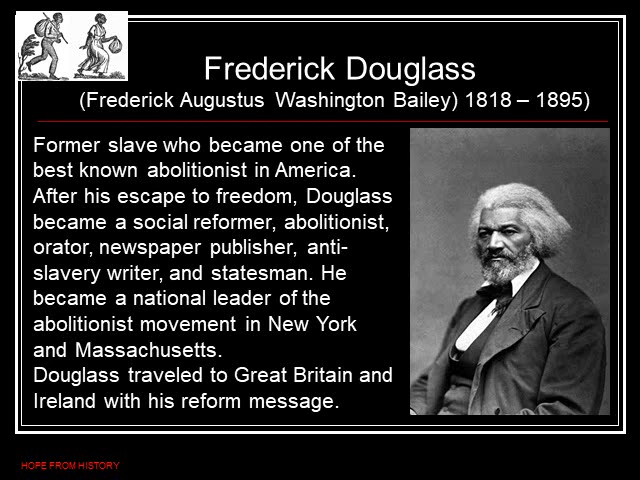 Frederick Douglass
(Frederick Augustus Washington Bailey) 1818 – 1895)
Former slave who became one of the
best known abolitionist in America.
After his escape to freedom, Douglass
became a social reformer, abolitionist,
orator, newspaper publisher, anti-
slavery writer, and statesman. He
became a national leader of the
abolitionist movement in New York
and Massachusetts.
Douglass traveled to Great Britain and
Ireland with his reform message.
HOPE FROM HISTORY